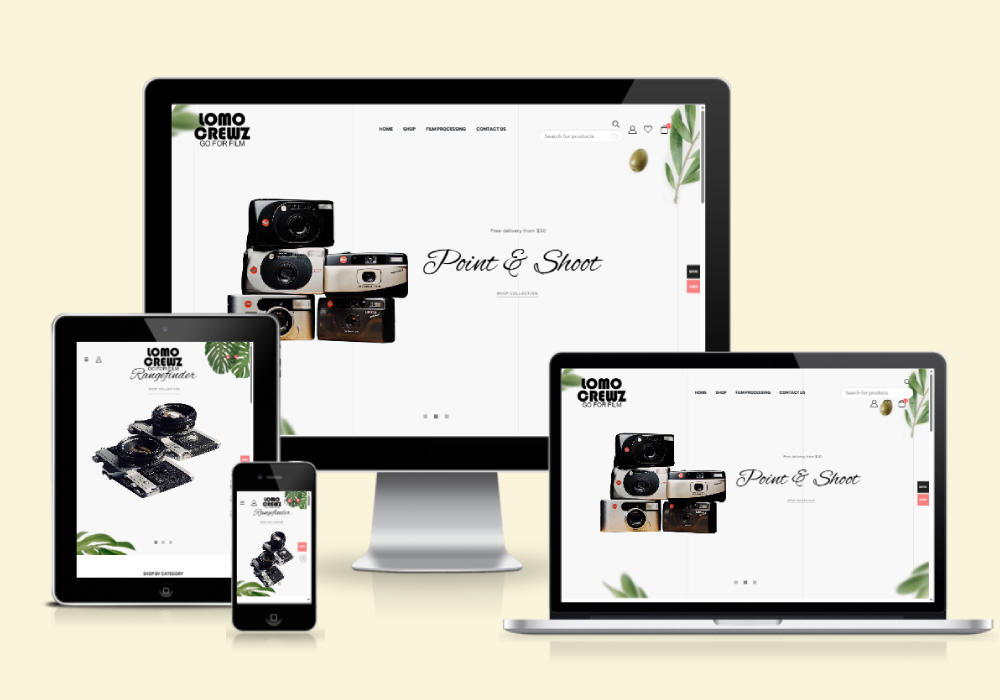 LOMO
CREWZ
GO FOR FILM
HOME SHOP FILM PROCESSING CONTACT US
Search for products
Free delivery from $30
Point & Shoot
SHOP COLLECTION
LOMO
CREWZ
GO FOR FILM
Rangefinder
SHOP COLLECTION
SHOP BY CATEGORY
LOMO
CREWZ
GO FOR FILM
Rangefinder
LOMO
CREWZ
GO FOR FILM
HOME SHOP FILM PROCESSING CONTACT US
Search for products
Free delivery from $30
Point & Shoot
SHOP COLLECTION